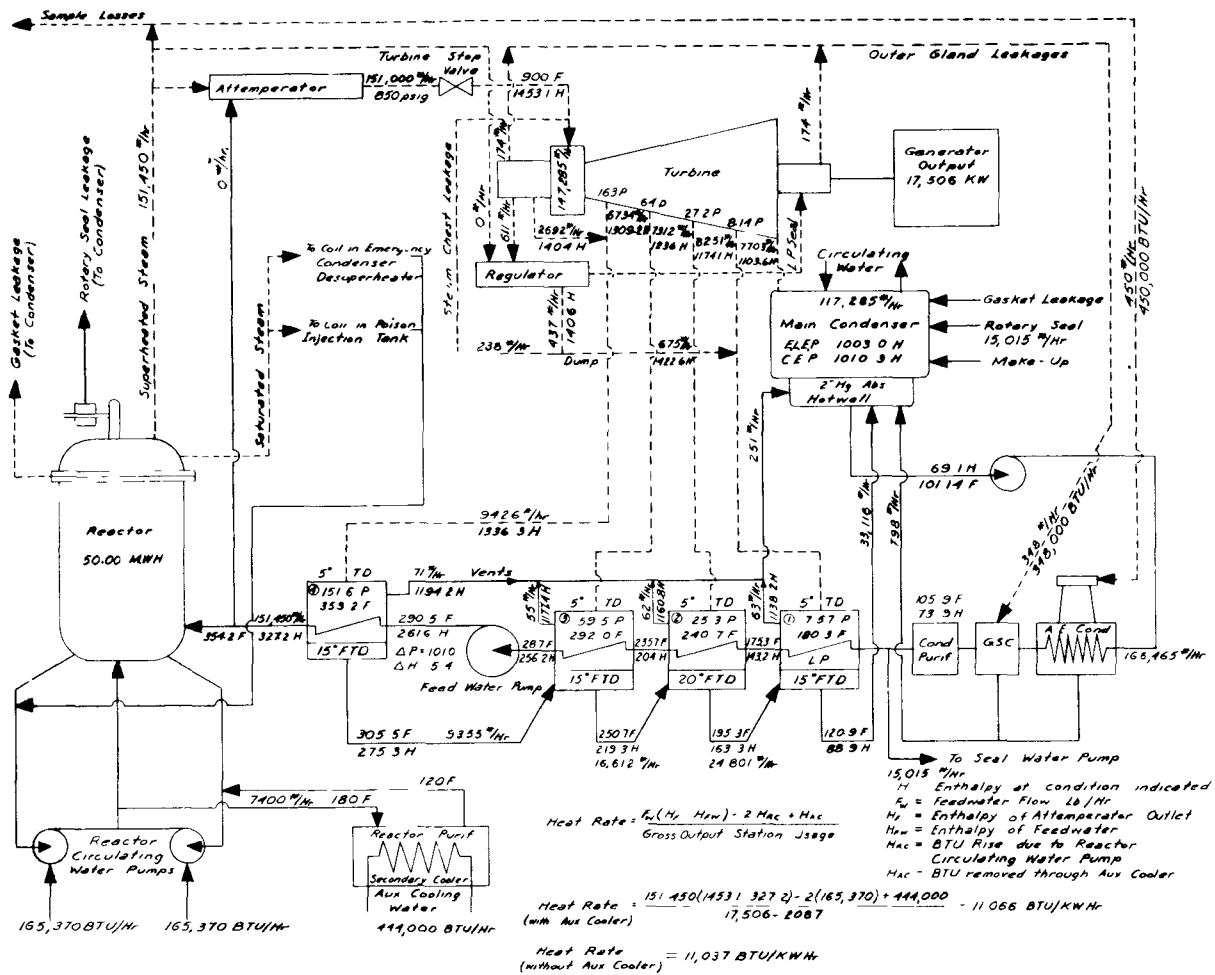 Sample Losses
Outer Gland Leakages
Turbine Stop
Valve
151,000 #/Hr
850 psig
900 F
1453.1 H
Attemperator
Rotary Seal Leakage
(To Condenser)
Gasket Leakage
(To Condenser)
Superheated Steam 151,450 #/hr
0 #/hr.
Saturated Steam
Steam Chest Leakage
0 #/Hr
174 #/Hr
611 #/Hr
147,285 #/Hr
Turbine
174 #/Hr
Generator
Output
17,506 KW
163 P
64 P
27.2 P
8.14 P
6734 #/Hr
1309.2 H
7312 #/Hr
1236 H
8251 #/Hr
1174.1 H
7703 #/Hr
1103.6 H
2692 #/Hr
1404 H
LP Seal
Regulator
437 #/Hr
1406 H
238 #/Hr
Dump
675 #/Hr
1422.6 H
To Coil in Emergency
Condenser
Desuperheater
To Coil in Poison
Injection Tank
Circulating
Water
117,285 #/Hr
Main Condenser
ELEP 1003.0 H
CEP 1010.3 H
2" Hg Abs
Hotwell
Gasket Leakage
Rotary Seal
15,015 #/Hr
Make-Up
450 #/Hr
450,000 BTU/Hr
251 #/Hr
33,116 #/Hr
798 #/Hr
69.1 H
101.14 F
348 #/Hr
348,000 BTU/Hr
Reactor
50.00 MWH
9426 #/hr
1336.3 H
5° TD
71 #/Hr
1194.2 H
Vents
④ 151.6 P
359.2 F
15° FTD
151,450 #/Hr
354.2 F
327.2 H
290.5 F
261.6 H
ΔP=1010
ΔH 5.4
Feed Water Pump
287 F
256.2 H
55 #/Hr
1177.4 H
5° TD
③ 59.5 P
292.0 F
15° FTD
235.7 F
204 H
62 #/Hr
1160.8 H
5° TD
② 25.3 P
240.7 F
20° FTD
175.3 F
143.2 H
63 #/Hr
1138.2 H
5° TD
① 7.57 P
180.3 F
LP
15° FTD
105.9 F
73.9 H
Cond
Purif
GSC
A.E. Cond
168,465 #/Hr
305.5 F
275.3 H
9355 #/Hr
250.7 F
219.3 H
16,612 #/Hr
195.3 F
163.3 H
24,801 #/Hr
120.9 F
88.9 H
To Seal Water Pump
15,015 #/Hr
7400 #/Hr 180 F
120 F
Reactor
Circulating
Water Pumps
Reactor Purif
Secondary Cooler
Aux Cooling
Water
165,370 BTU/Hr
165,370 BTU/Hr
444,000 BTU/Hr
H Enthalpy at condition indicated
Fw = Feedwater Flow Lb/Hr
HF = Enthalpy of Attemperator Outlet
HFW = Enthalpy of Feedwater
HRC = BTU Rise due to Reactor
Circulating Water Pump
HAC - BTU removed through Aux Cooler
Heat Rate = Fw(HF HFW) - 2 HRC + HAC
Gross Output Station Usage
Heat Rate
(with Aux Cooler)
= 151 450(1453 1 327 2) - 2(165,370) + 444,000
17,506 - 2087
- 11 066 BTU/KW Hr
Heat Rate
(without Aux Cooler)
= 11,037 BTU/KWHr